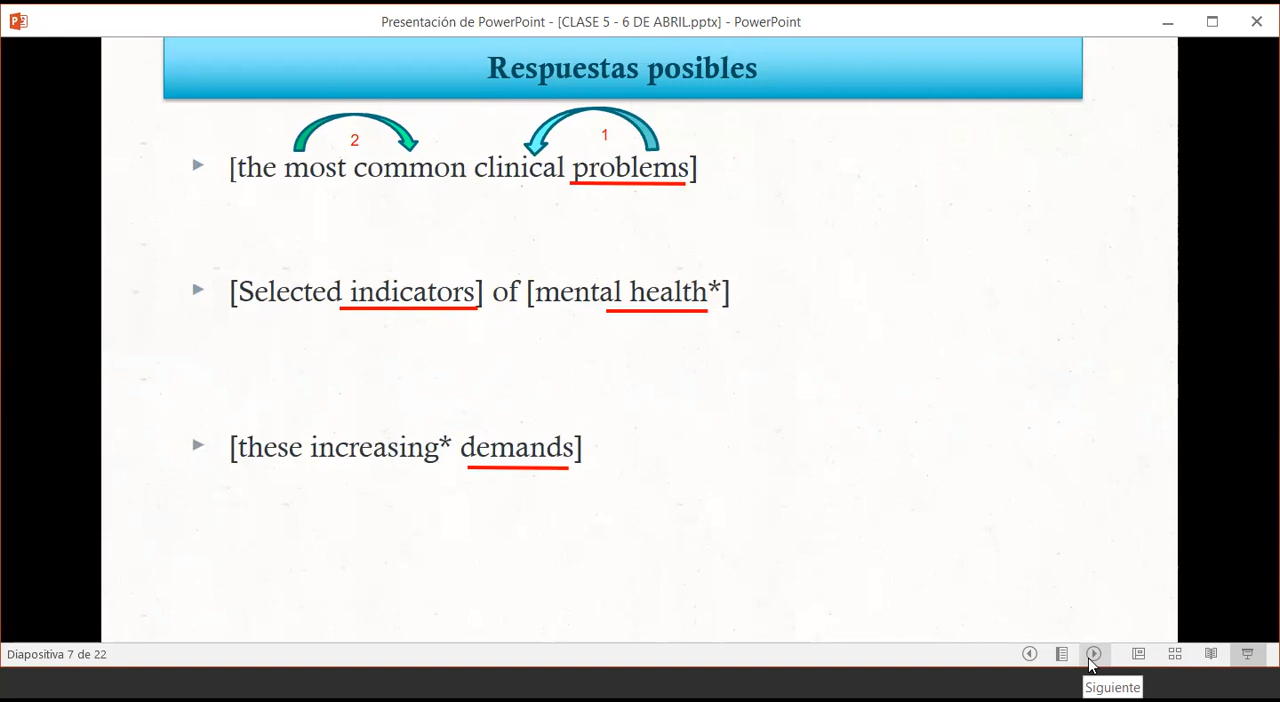 Presentación de PowerPoint - [CLASE 5 - 6 DE ABRIL.pptx] - PowerPoint
Respuestas posibles
2 1
[the most common clinical problems]
[Selected indicators] of [mental health*]
[these increasing* demands]
Diapositiva 7 de 22
Siguiente